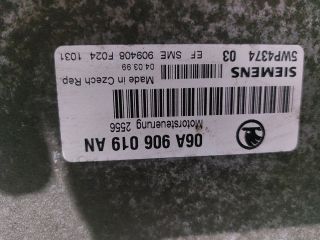 06A 906 019 AN
Motorsteuerung 2556
SIEMENS
5WP4374 03
Made in Czech Rep.
04 03 99
EF SME 909408 F024 1031